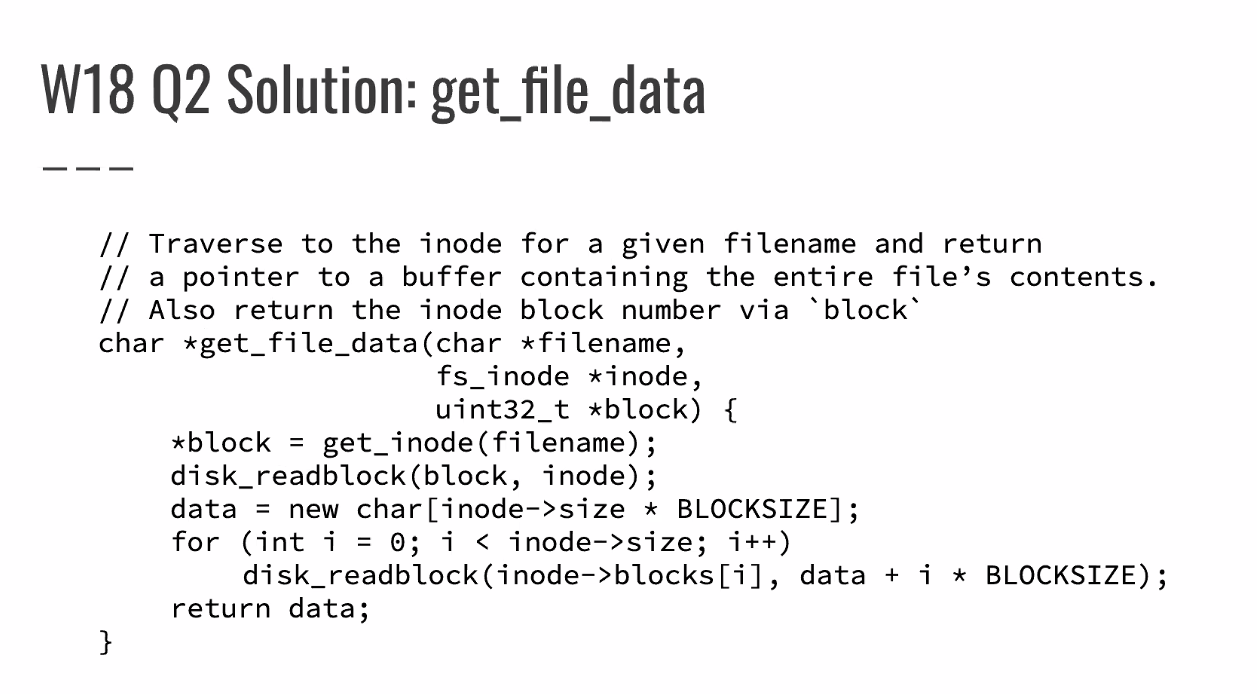 W18 Q2 Solution: get_file_data
// Traverse to the inode for a given filename and return
// a pointer to a buffer containing the entire file’s contents.
// Also return the inode block number via `block`
char *get_file_data(char *filename,
fs_inode *inode,
uint32_t *block) {
*block = get_inode(filename);
disk_readblock(block, inode);
data = new char[inode->size * BLOCKSIZE];
for (int i = 0; i < inode->size; i++)
disk_readblock(inode->blocks[i], data + i * BLOCKSIZE);
return data;
}